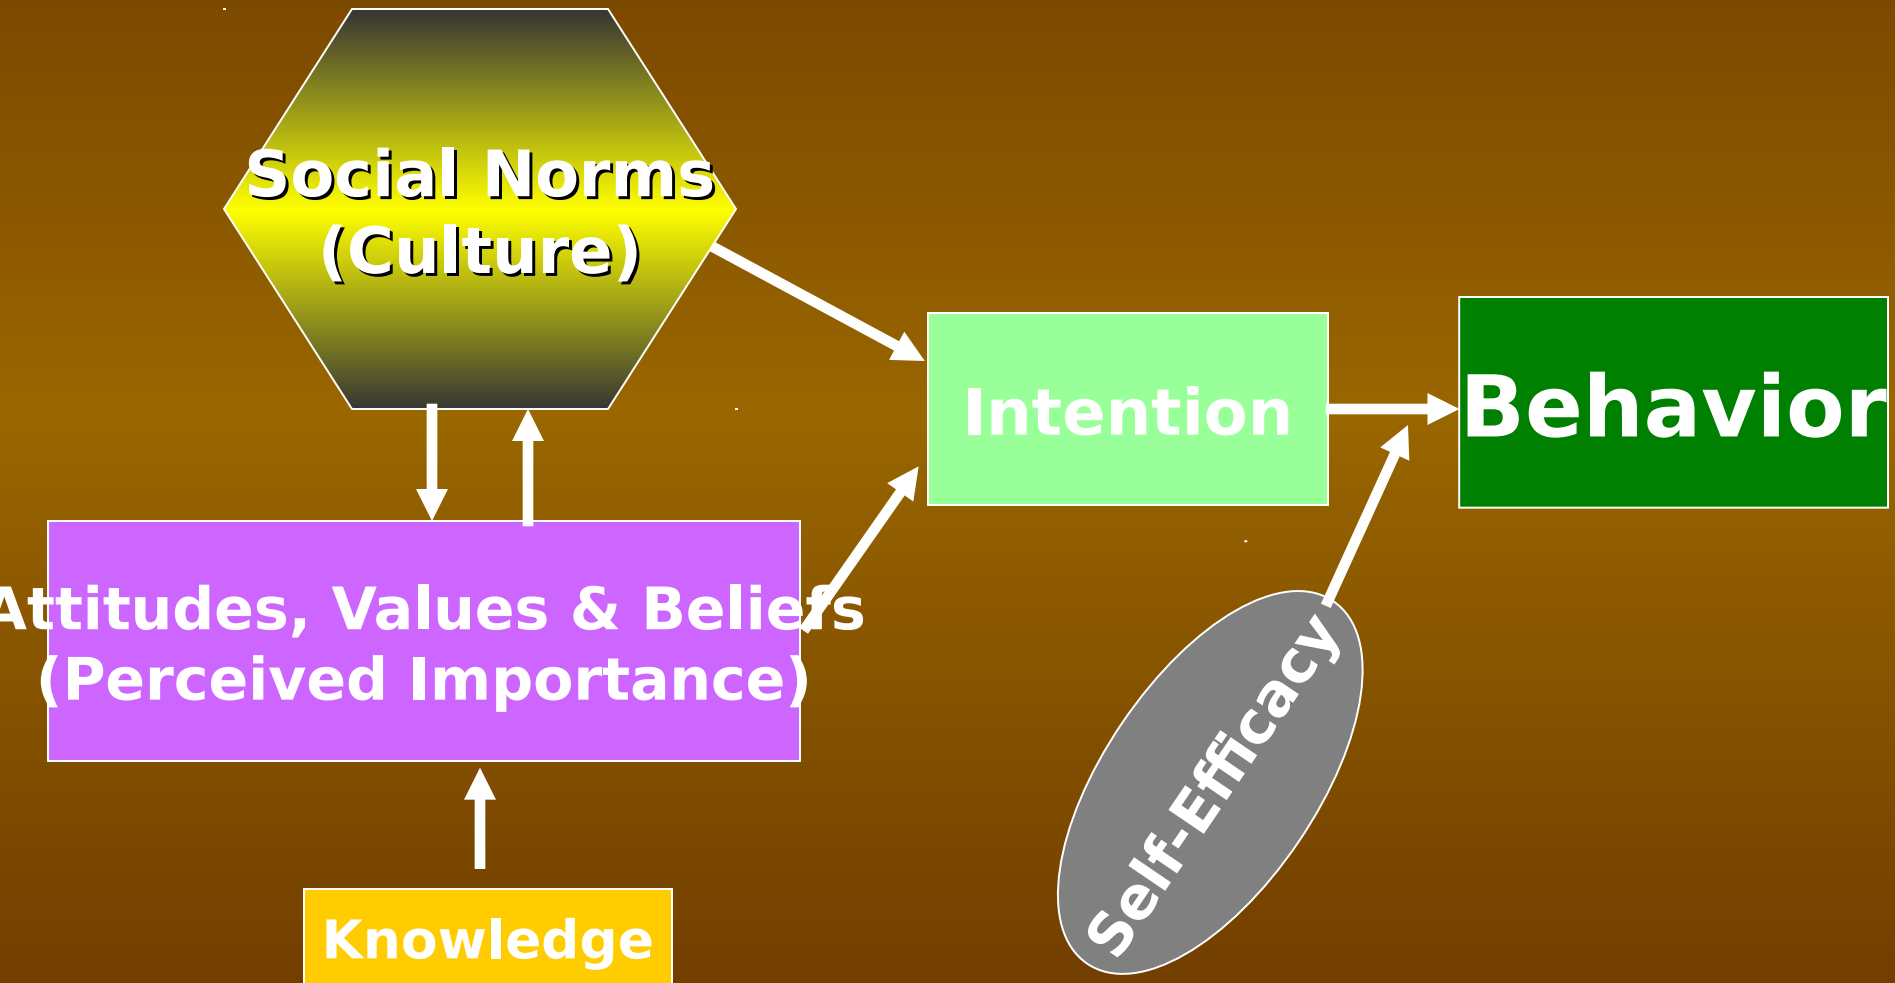 Social Norms
(Culture)
Intention
Behavior
Attitudes, Values & Beliefs
(Perceived Importance)
Self-Efficacy
Knowledge